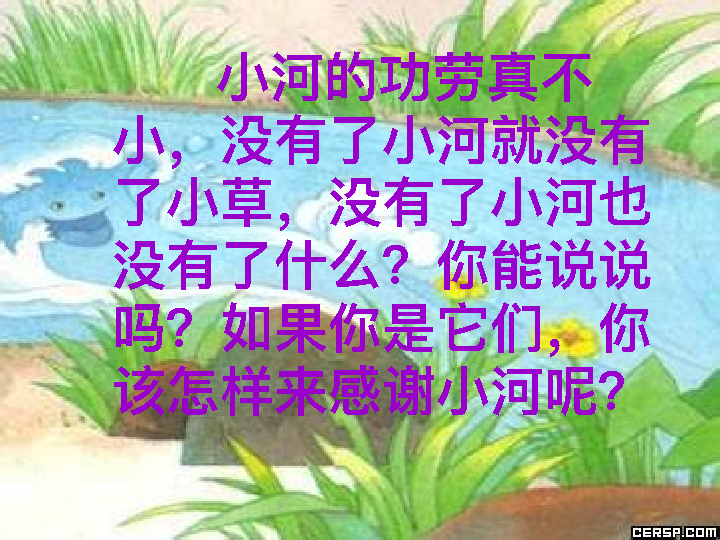 小河的功劳真不
小，没有了小河就没有
了小草，没有了小河也
没有了什么？你能说说
吗？如果你是它们，你
该怎样来感谢小河呢？
CERSP.COM